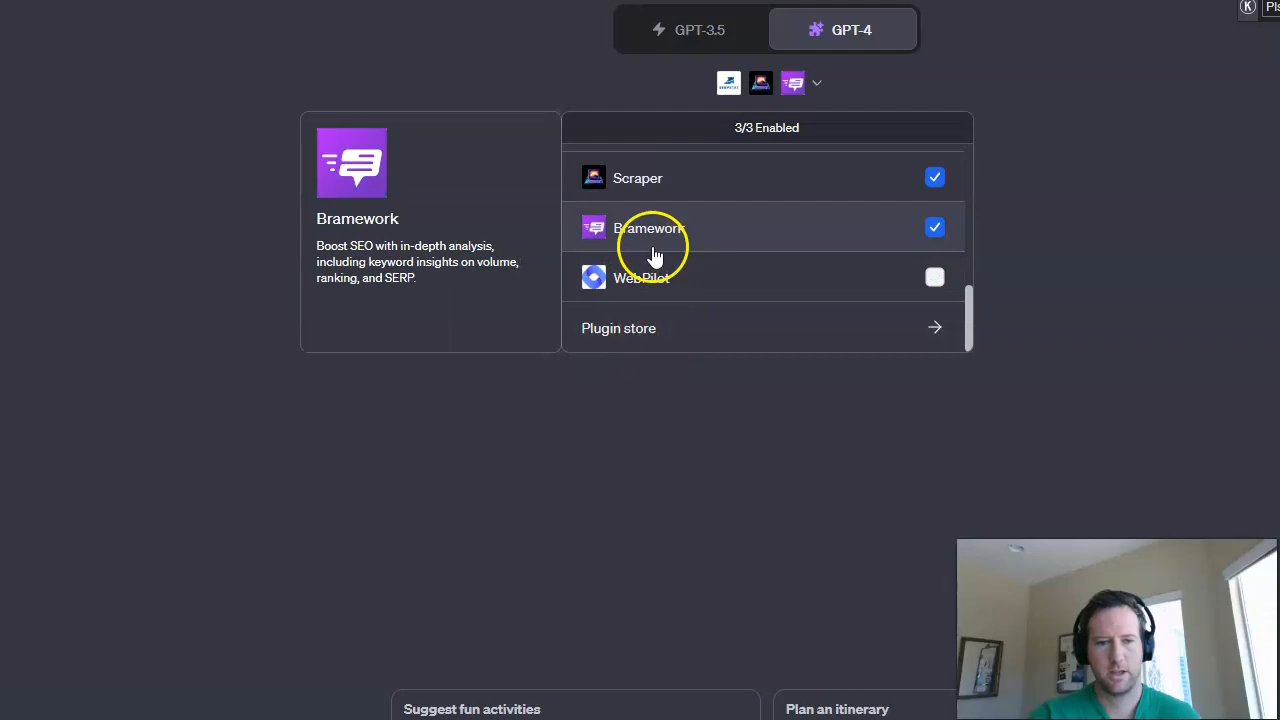 K
GPT-3.5
GPT-4
3/3 Enabled
Bramework
Boost SEO with in-depth analysis,
including keyword insights on volume,
ranking, and SERP.
Scraper
Bramework
WebPilot
Plugin store
Suggest fun activities
Plan an itinerary